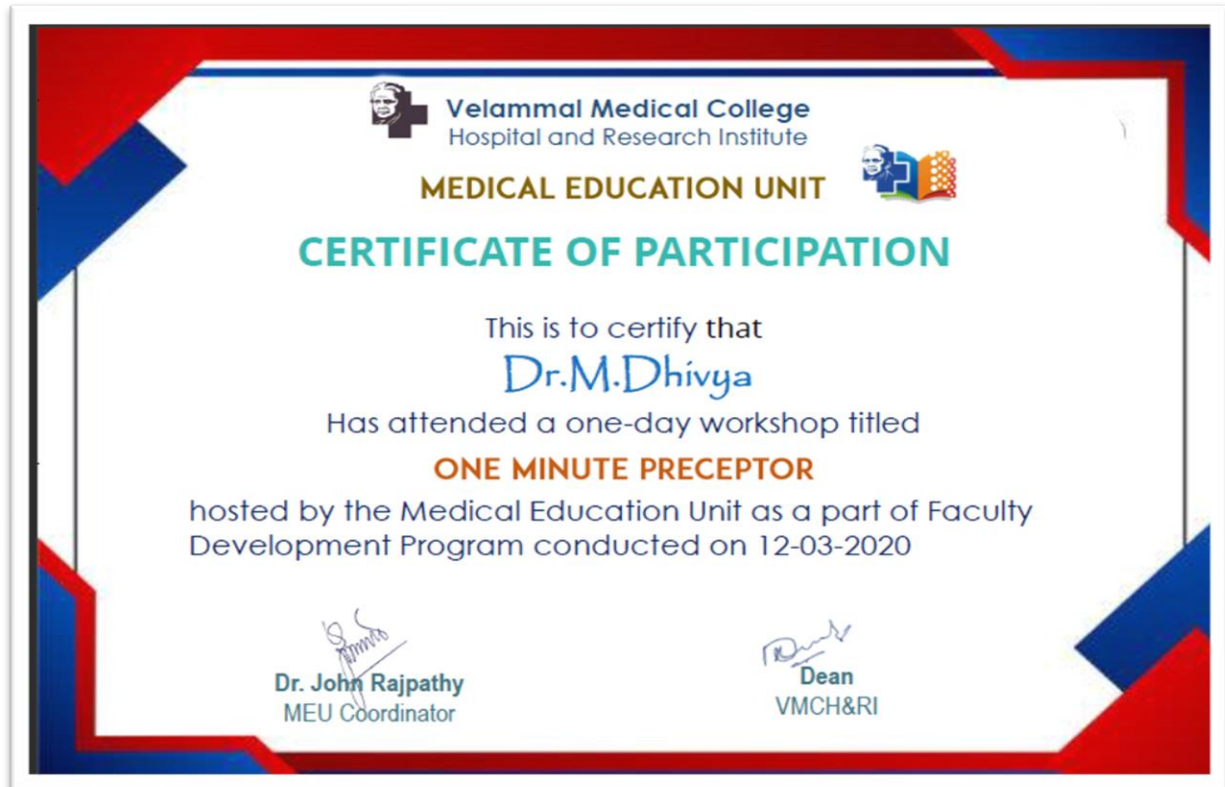 Velammal Medical College
Hospital and Research Institute
MEDICAL EDUCATION UNIT
CERTIFICATE OF PARTICIPATION
This is to certify that
Dr.M.Dhivya
Has attended a one-day workshop titled
ONE MINUTE PRECEPTOR
hosted by the Medical Education Unit as a part of Faculty
Development Program conducted on 12-03-2020
Dr. John Rajpathy
MEU Coordinator
Dean
VMCH&RI